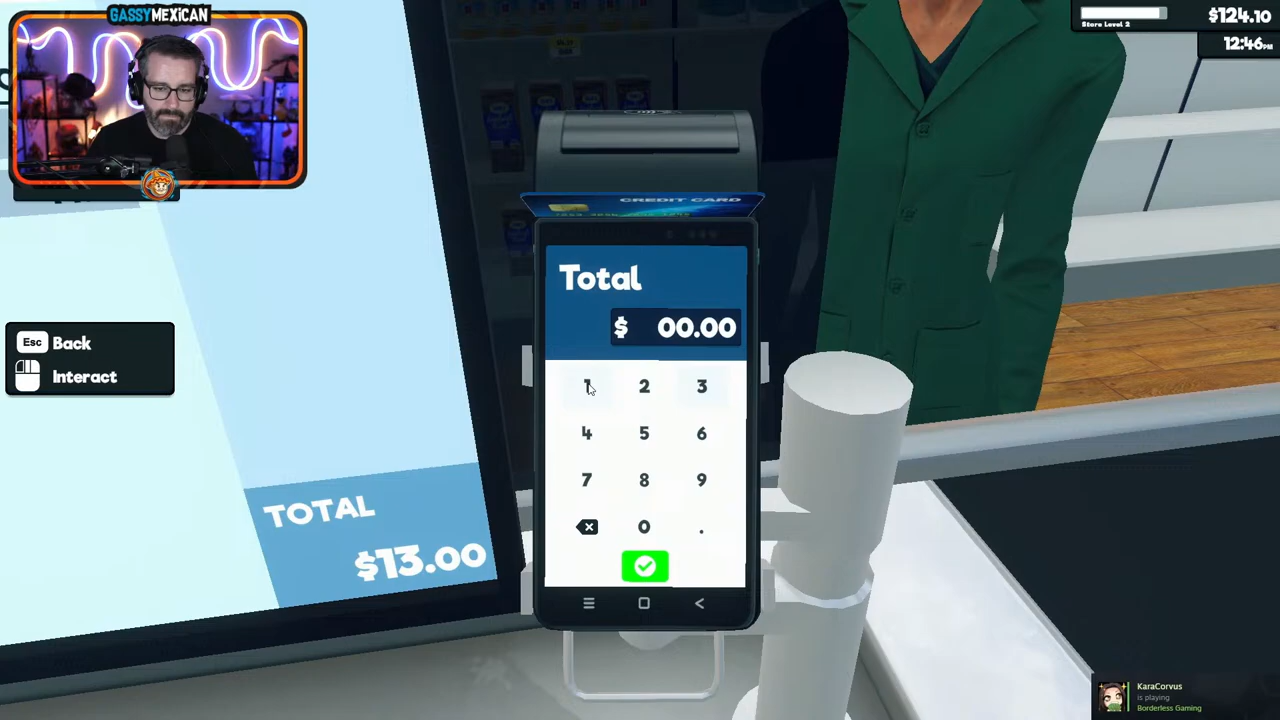 GASSYMEXICAN
$124.10
Store Level 2
12:46PM
CREDIT CARD
Total
$ 00.00
Esc Back
Interact
1 2 3
4 5 6
7 8 9
0 .
TOTAL
$13.00
KaraCorvus
is playing
Borderless Gaming